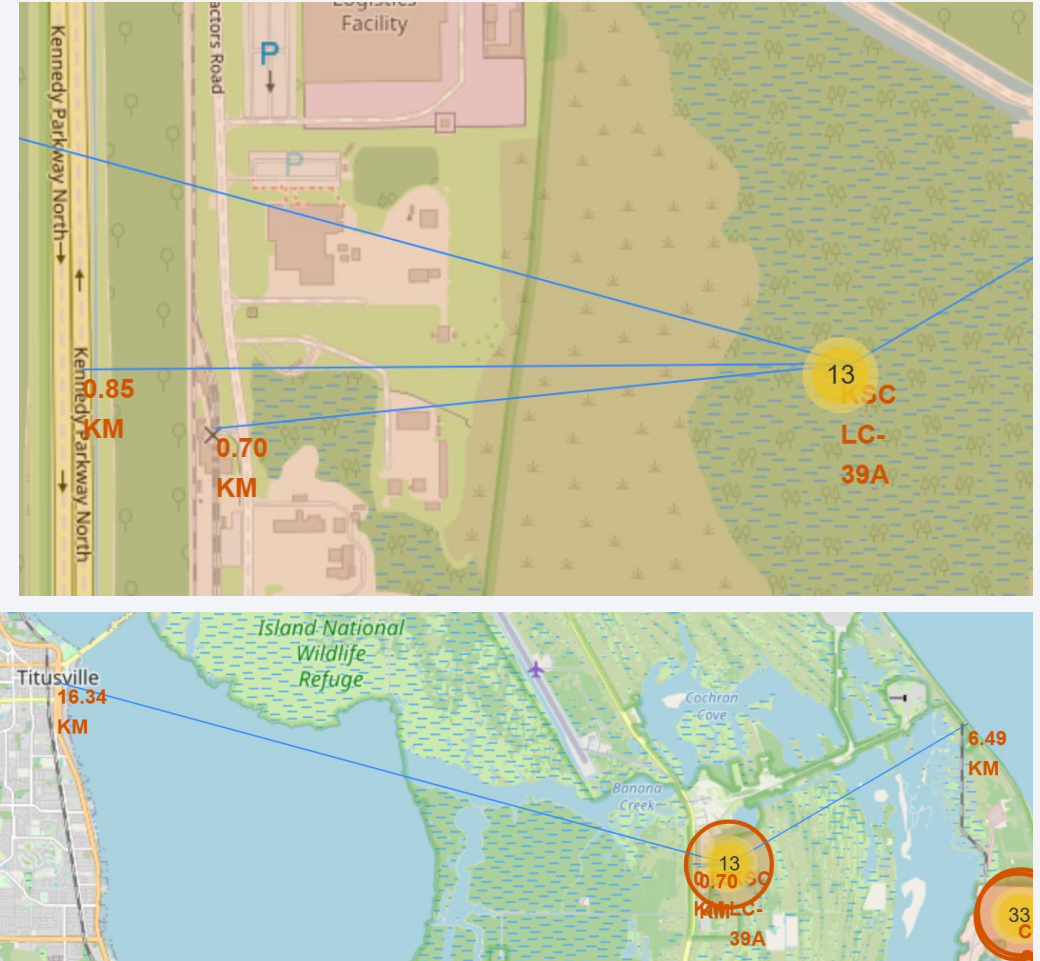 Logistics
Facility
actors Road
Kennedy Parkway North
P
P
Kennedy Parkway North
0.85
KM
0.70
KM
13
KSC
LC-
39A
Island National
Wildlife
Refuge
Titusville
16.34
KM
Cochran
Cove
6.49
KM
Banana
Creek
13
0.70
KM
LC-
39A
33
C